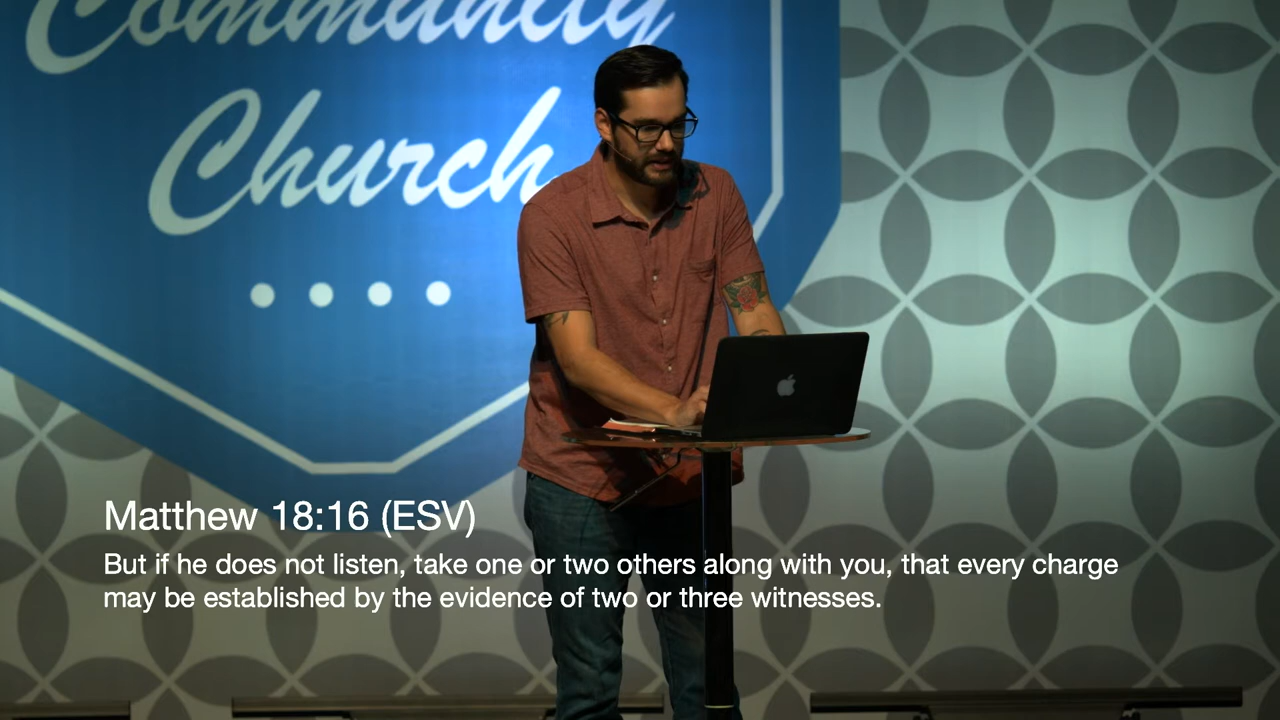 Community
Church
Matthew 18:16 (ESV)
But if he does not listen, take one or two others along with you, that every charge
may be established by the evidence of two or three witnesses.